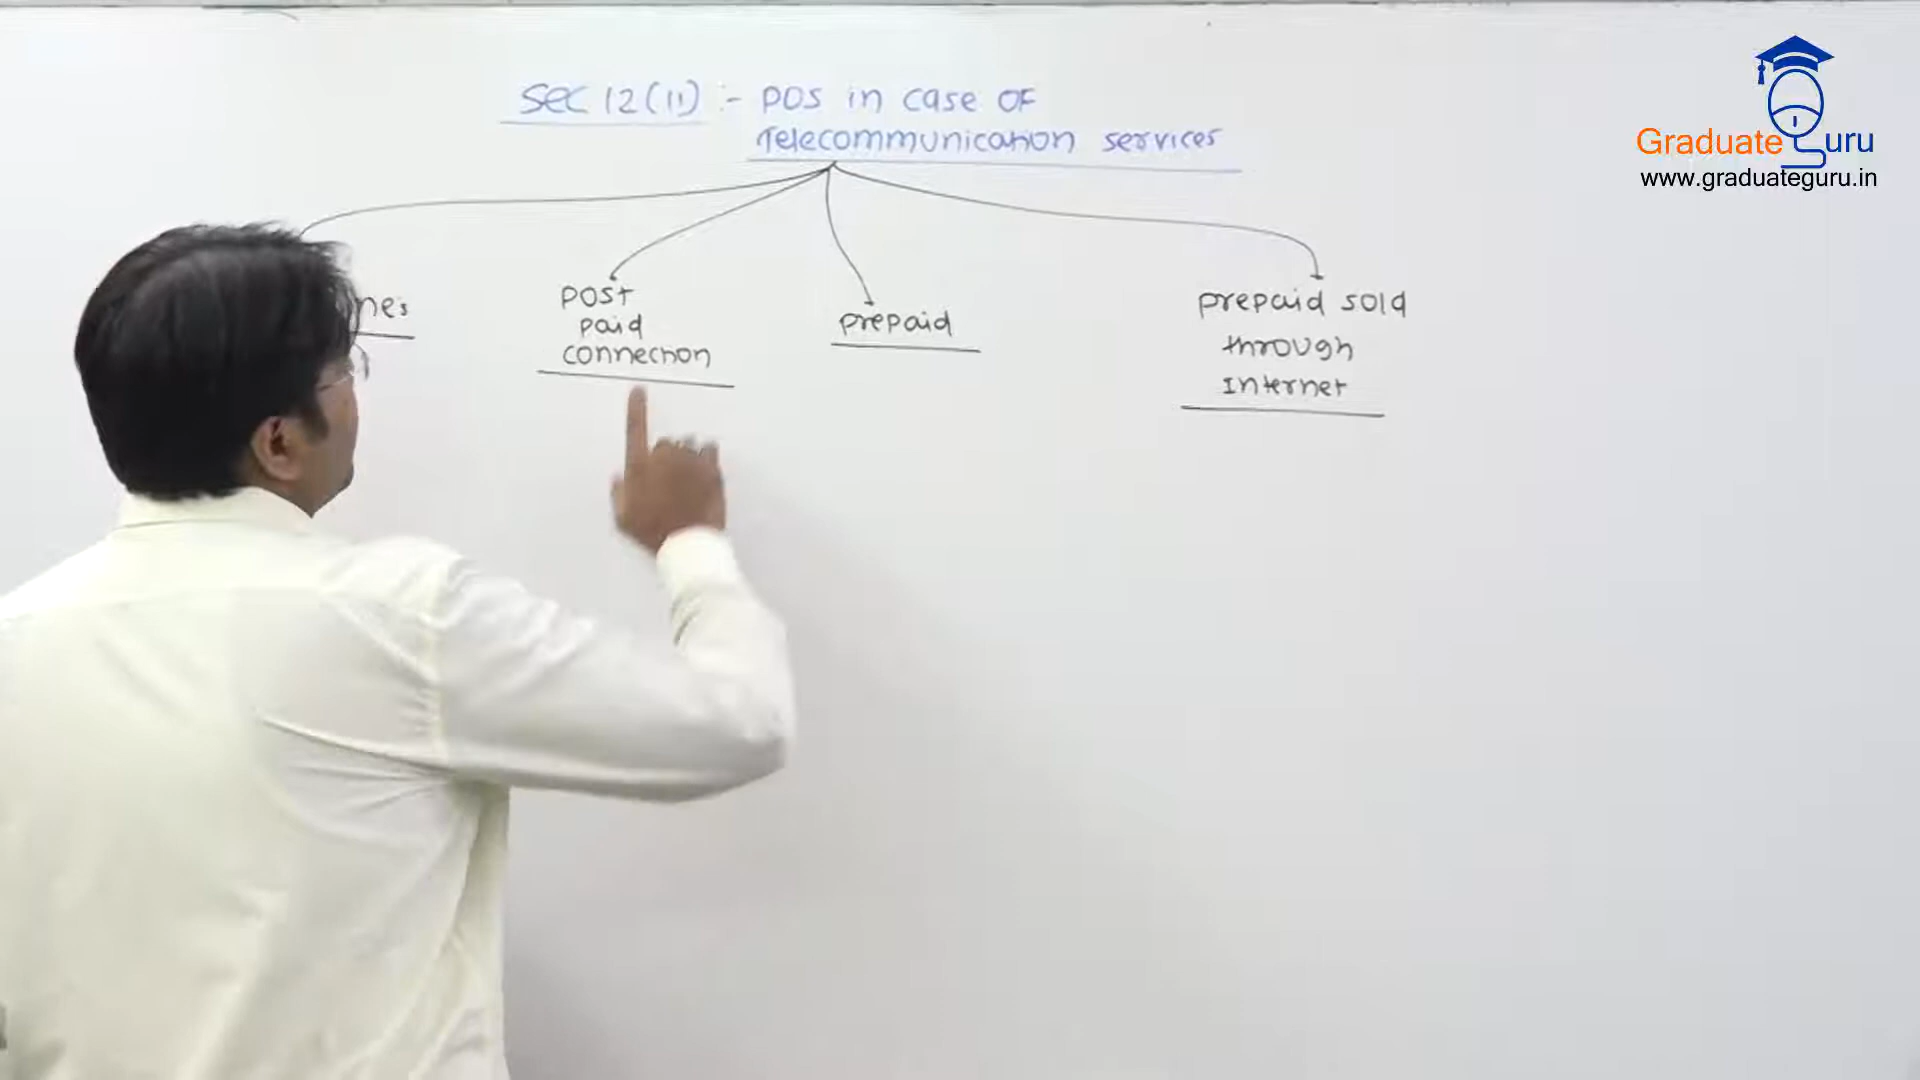 Sec 12(11) :- POS in case of
Telecommunication services
Post
paid
connection
prepaid
prepaid sold
through
Internet
Graduate Guru
www.graduateguru.in